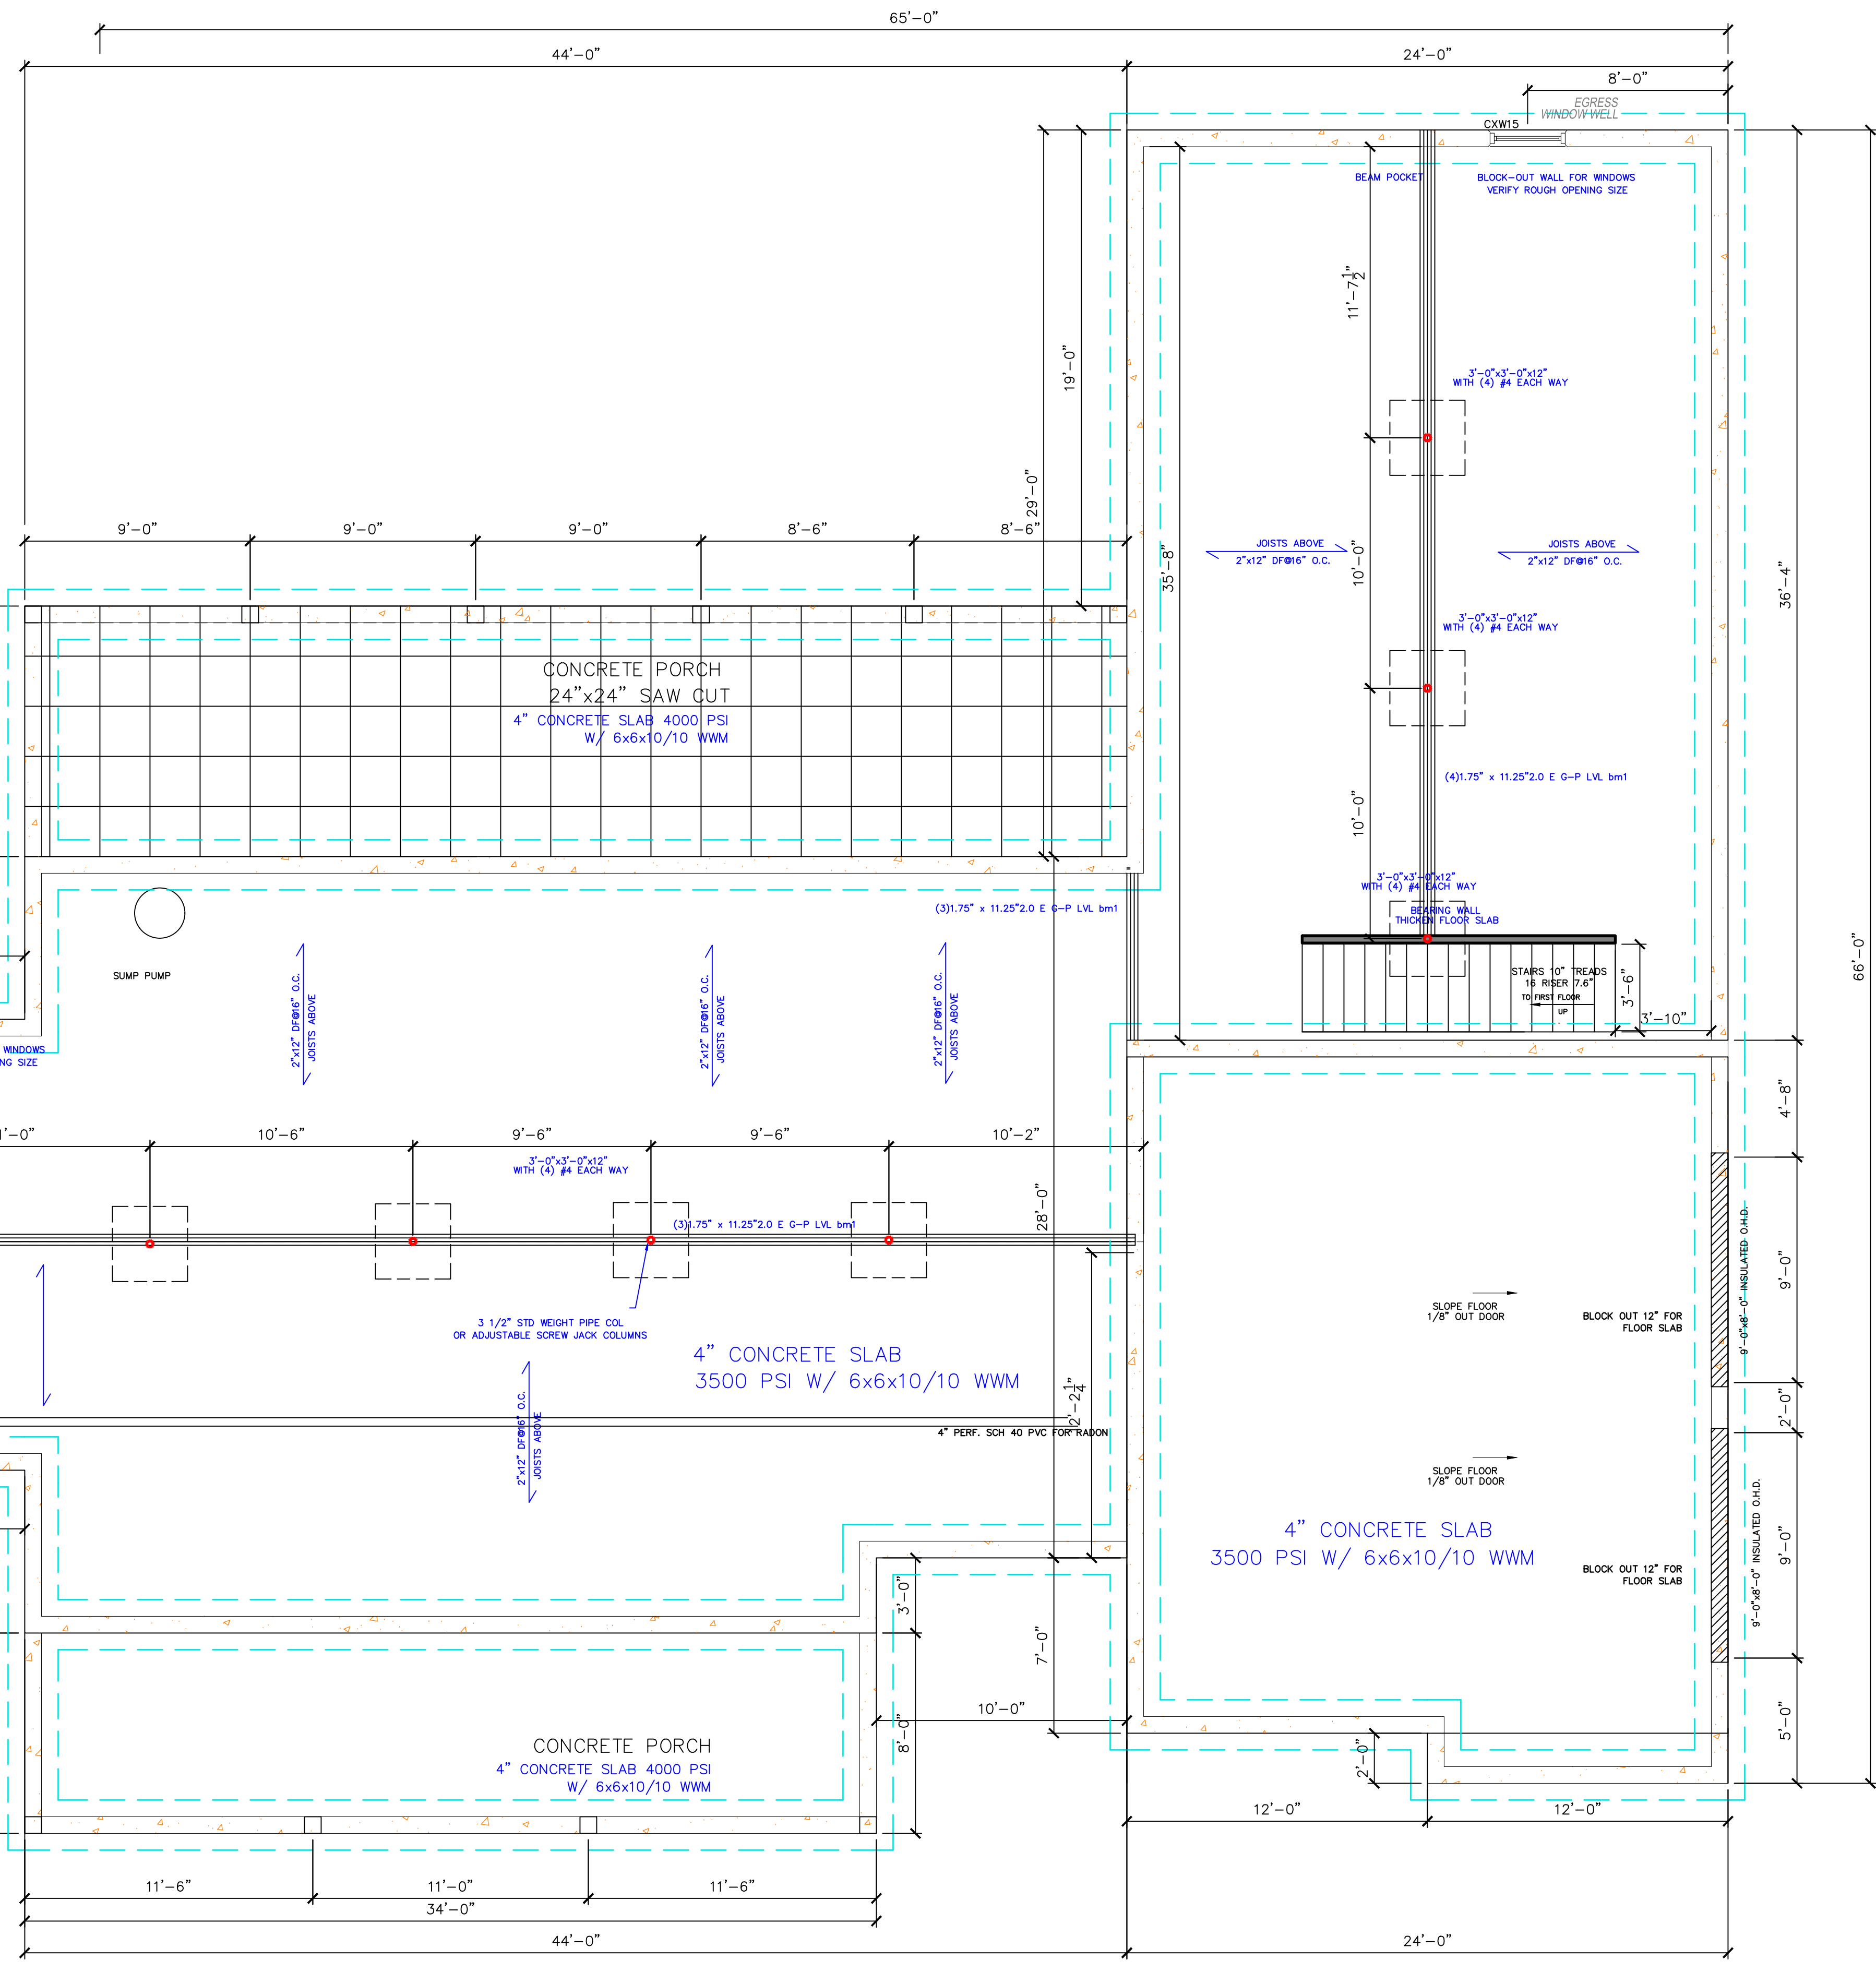 65'-0"
44'-0"
24'-0"
8'-0"
EGRESS
WINDOW WELL
CXW15
BEAM POCKET
BLOCK-OUT WALL FOR WINDOWS
VERIFY ROUGH OPENING SIZE
11'-7 1/2"
19'-0"
29'-0"
3'-0"x3'-0"x12"
WITH (4) #4 EACH WAY
9'-0"
9'-0"
9'-0"
8'-6"
8'-6"
35'-8"
JOISTS ABOVE
2"x12" DF@16" O.C.
10'-0"
JOISTS ABOVE
2"x12" DF@16" O.C.
36'-4"
3'-0"x3'-0"x12"
WITH (4) #4 EACH WAY
CONCRETE PORCH
24"x24" SAW CUT
4" CONCRETE SLAB 4000 PSI
W/ 6x6x10/10 WWM
(4)1.75" x 11.25"2.0 E G-P LVL bm1
10'-0"
3'-0"x3'-0"x12"
WITH (4) #4 EACH WAY
BEARING WALL
THICKEN FLOOR SLAB
(3)1.75" x 11.25"2.0 E G-P LVL bm1
66'-0"
SUMP PUMP
2"x12" DF@16" O.C.
JOISTS ABOVE
2"x12" DF@16" O.C.
JOISTS ABOVE
2"x12" DF@16" O.C.
JOISTS ABOVE
STAIRS 10" TREADS
16 RISER 7.6"
TO FIRST FLOOR
UP
3'-6"
3'-10"
WINDOWS
NG SIZE
4'-8"
1'-0"
10'-6"
9'-6"
9'-6"
10'-2"
3'-0"x3'-0"x12"
WITH (4) #4 EACH WAY
28'-0"
(3)1.75" x 11.25"2.0 E G-P LVL bm1
9'-0"x8'-0" INSULATED O.H.D.
9'-0"
SLOPE FLOOR
1/8" OUT DOOR
BLOCK OUT 12" FOR
FLOOR SLAB
3 1/2" STD WEIGHT PIPE COL
OR ADJUSTABLE SCREW JACK COLUMNS
4" CONCRETE SLAB
3500 PSI W/ 6x6x10/10 WWM
2'-2 1/4"
2'-0"
2"x12" DF@16" O.C.
JOISTS ABOVE
4" PERF. SCH 40 PVC FOR RADON
SLOPE FLOOR
1/8" OUT DOOR
4" CONCRETE SLAB
3500 PSI W/ 6x6x10/10 WWM
9'-0"x8'-0" INSULATED O.H.D.
9'-0"
BLOCK OUT 12" FOR
FLOOR SLAB
3'-0"
7'-0"
10'-0"
8'-0"
5'-0"
2'-0"
CONCRETE PORCH
4" CONCRETE SLAB 4000 PSI
W/ 6x6x10/10 WWM
12'-0"
12'-0"
11'-6"
11'-0"
11'-6"
34'-0"
44'-0"
24'-0"